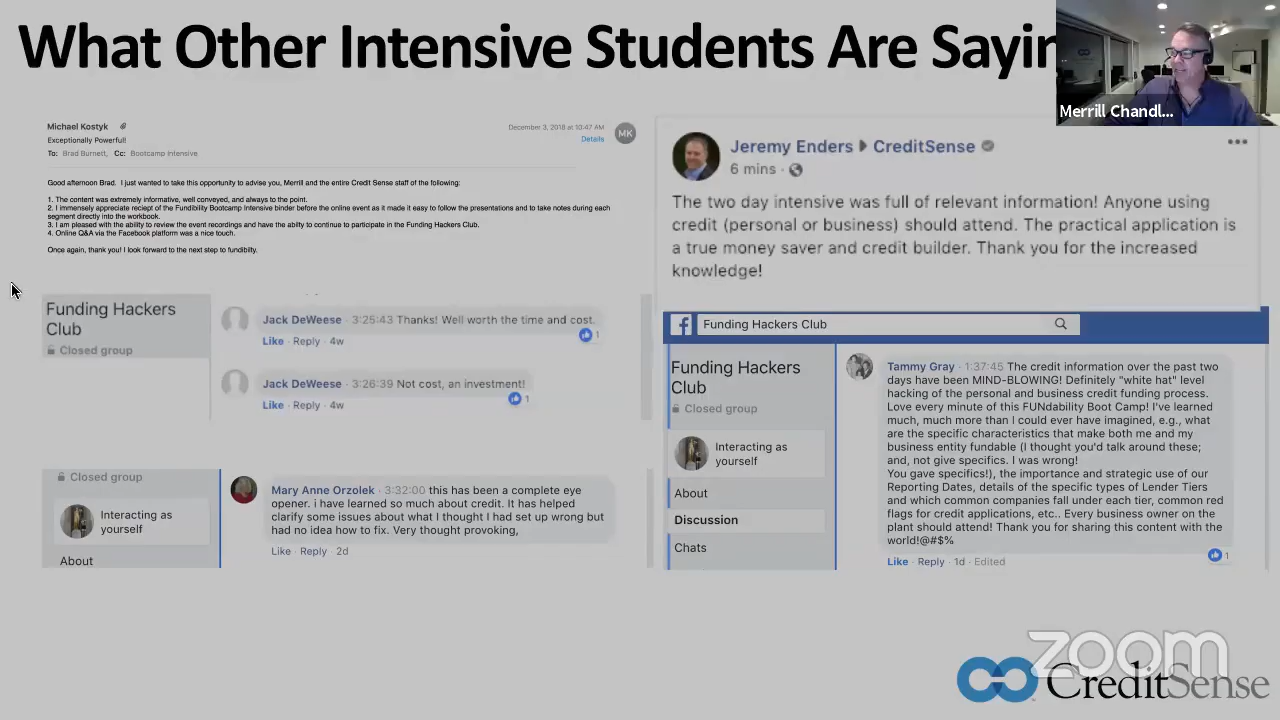 What Other Intensive Students Are Sayin
Merrill Chandl...
Michael Kostyk
December 3, 2018 at 10:47 AM
MK
Exceptionally Powerful!
Details
To: Brad Burnett, Cc: Bootcamp Intensive
Good afternoon Brad. I just wanted to take this opportunity to advise you, Merrill and the entire Credit Sense staff of the following:
1. The content was extremely informative, well conveyed, and always to the point.
2. I immensely appreciate reciept of the Fundibility Bootcamp Intensive binder before the online event as it made it easy to follow the presentations and to take notes during each
segment directly into the workbook.
3. I am pleased with the ability to review the event recordings and have the abilty to continue to participate in the Funding Hackers Club.
4. Online Q&A via the Facebook platform was a nice touch.
Once again, thank you! I look forward to the next step to fundibilty.
Jeremy Enders CreditSense
6 mins ·
The two day intensive was full of relevant information! Anyone using
credit (personal or business) should attend. The practical application is
a true money saver and credit builder. Thank you for the increased
knowledge!
Funding Hackers
Club
Closed group
Jack DeWeese · 3:25:43 Thanks! Well worth the time and cost.
1
Like · Reply · 4w
Jack DeWeese · 3:26:39 Not cost, an investment!
1
Like · Reply · 4w
Closed group
Interacting as
yourself
About
Mary Anne Orzolek · 3:32:00 this has been a complete eye
opener. i have learned so much about credit. It has helped
clarify some issues about what I thought I had set up wrong but
had no idea how to fix. Very thought provoking,
Like · Reply · 2d
f
Funding Hackers Club
Funding Hackers
Club
Closed group
Interacting as
yourself
About
Discussion
Chats
Tammy Gray · 1:37:45 The credit information over the past two
days have been MIND-BLOWING! Definitely "white hat" level
hacking of the personal and business credit funding process.
Love every minute of this FUNdability Boot Camp! I've learned
much, much more than I could ever have imagined, e.g., what
are the specific characteristics that make both me and my
business entity fundable (I thought you'd talk around these;
and, not give specifics. I was wrong!
You gave specifics!), the importance and strategic use of our
Reporting Dates, details of the specific types of Lender Tiers
and which common companies fall under each tier, common red
flags for credit applications, etc.. Every business owner on the
plant should attend! Thank you for sharing this content with the
world!@#$%
1
Like · Reply · 1d · Edited
zoom
CreditSense